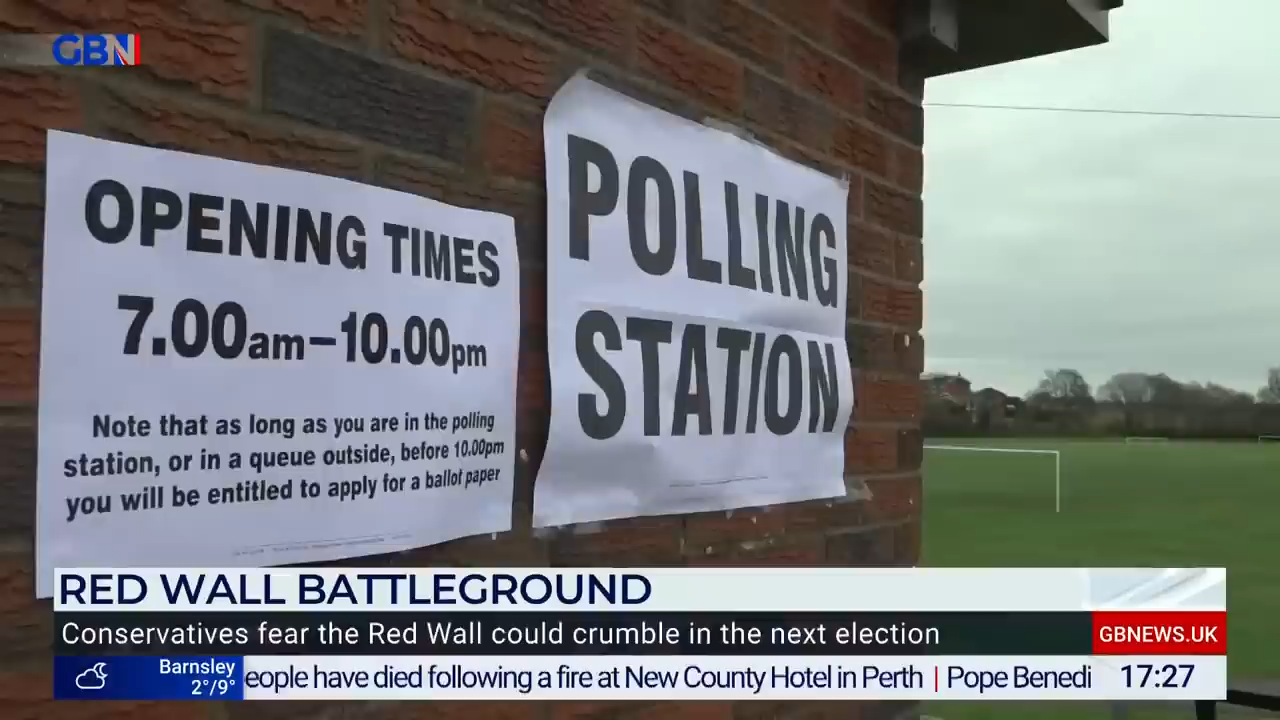 GBN
OPENING TIMES
7.00am–10.00pm
Note that as long as you are in the polling
station, or in a queue outside, before 10.00pm
you will be entitled to apply for a ballot paper
POLLING
STATION
RED WALL BATTLEGROUND
Conservatives fear the Red Wall could crumble in the next election
GBNEWS.UK
Barnsley
2°/9°
eople have died following a fire at New County Hotel in Perth | Pope Benedi
17:27